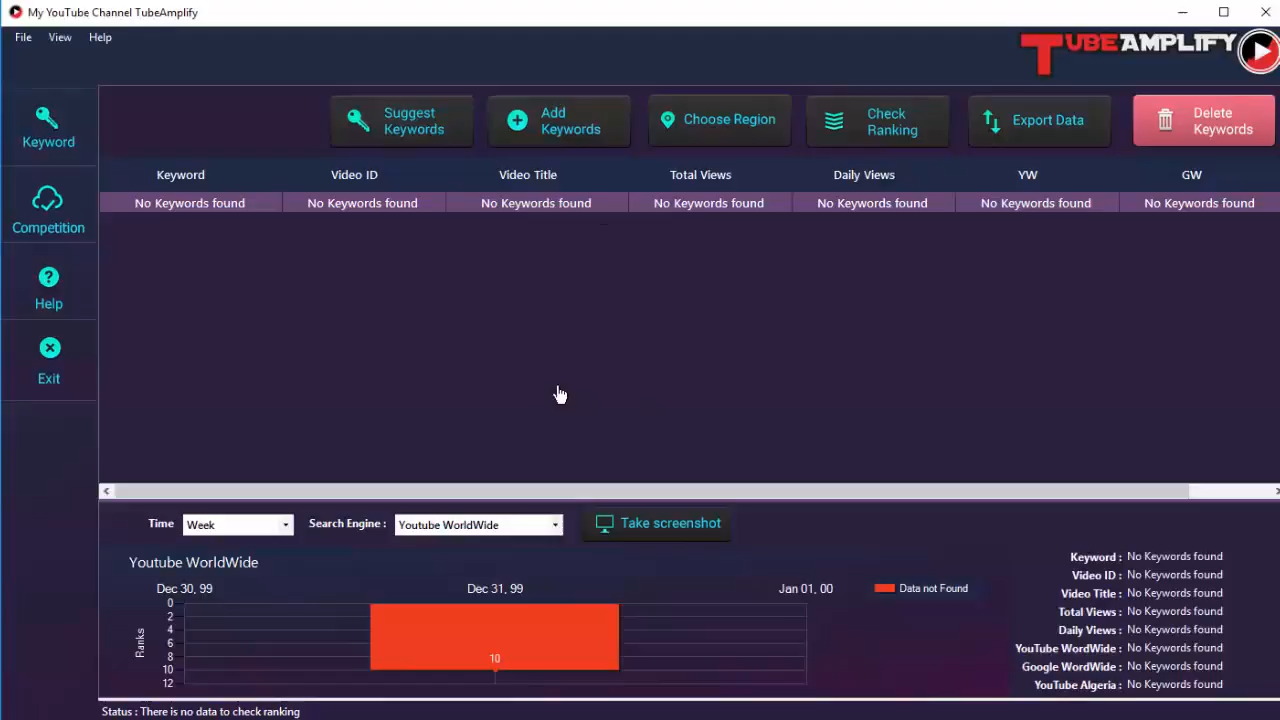 My YouTube Channel TubeAmplify
File View Help
TUBEAMPLIFY
Keyword
Competition
Help
Exit
Suggest Keywords
Add Keywords
Choose Region
Check Ranking
Export Data
Delete Keywords
Keyword Video ID Video Title Total Views Daily Views YW GW
No Keywords found No Keywords found No Keywords found No Keywords found No Keywords found No Keywords found No Keywords found
Time Week Search Engine : Youtube WorldWide Take screenshot
Youtube WorldWide
Dec 30, 99 Dec 31, 99 Jan 01, 00
Data not Found
Ranks
0
2
4
6
8
10
12
10
Keyword : No Keywords found
Video ID : No Keywords found
Video Title : No Keywords found
Total Views : No Keywords found
Daily Views : No Keywords found
YouTube WordWide : No Keywords found
Google WordWide : No Keywords found
YouTube Algeria : No Keywords found
Status : There is no data to check ranking